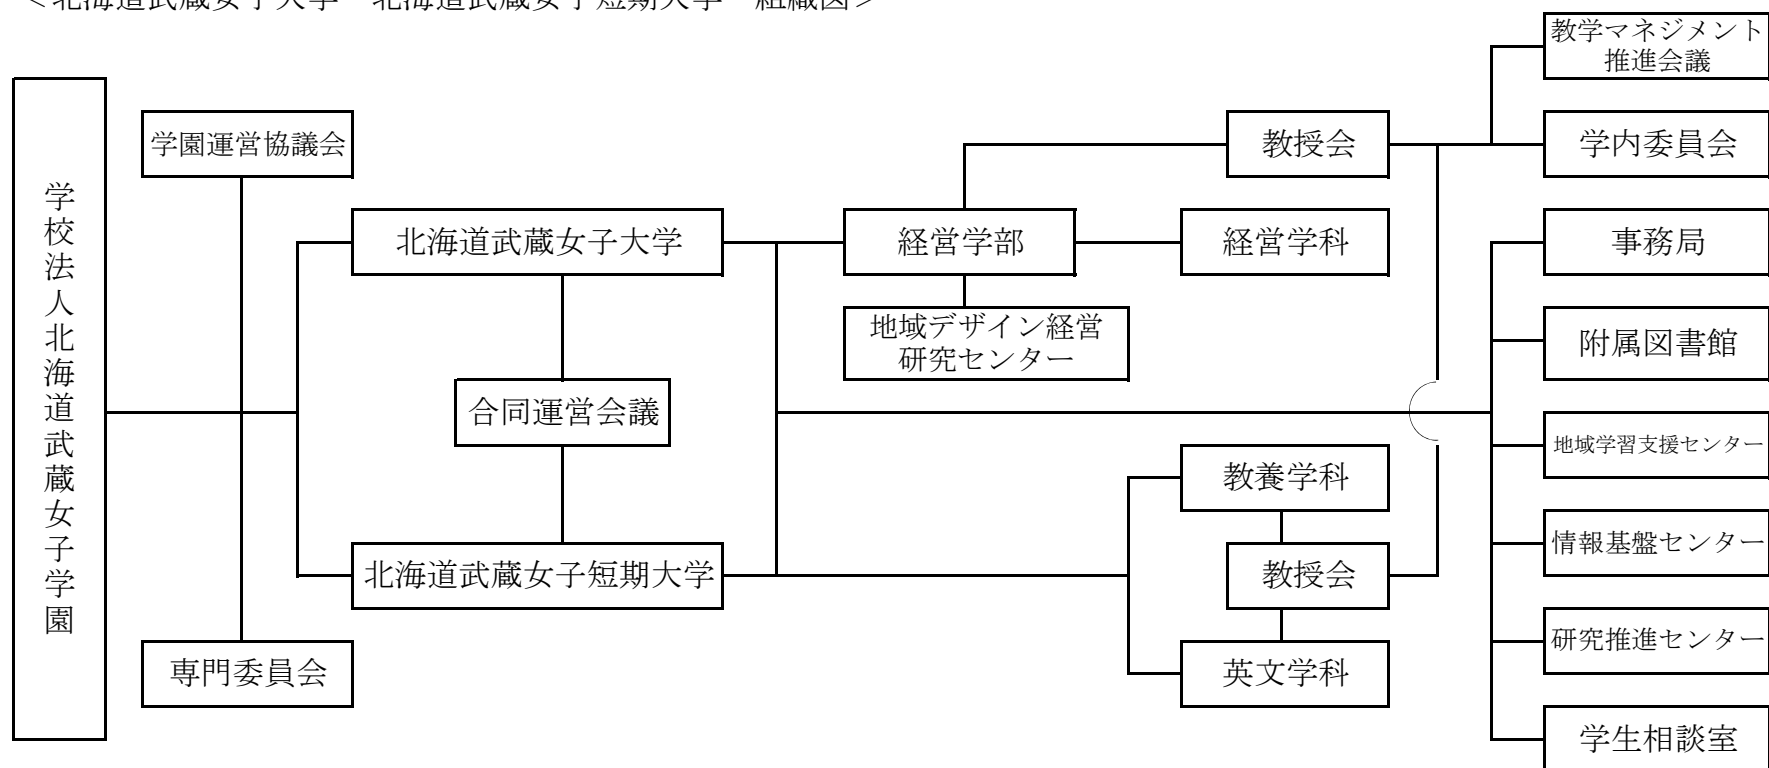 ＜北海道武蔵女子大学 北海道武蔵女子短期大学 組織図＞
学校法人北海道武蔵女子学園
学園運営協議会
専門委員会
北海道武蔵女子大学
合同運営会議
北海道武蔵女子短期大学
経営学部
経営学科
教授会
地域デザイン経営
研究センター
教養学科
教授会
英文学科
教学マネジメント
推進会議
学内委員会
事務局
附属図書館
地域学習支援センター
情報基盤センター
研究推進センター
学生相談室